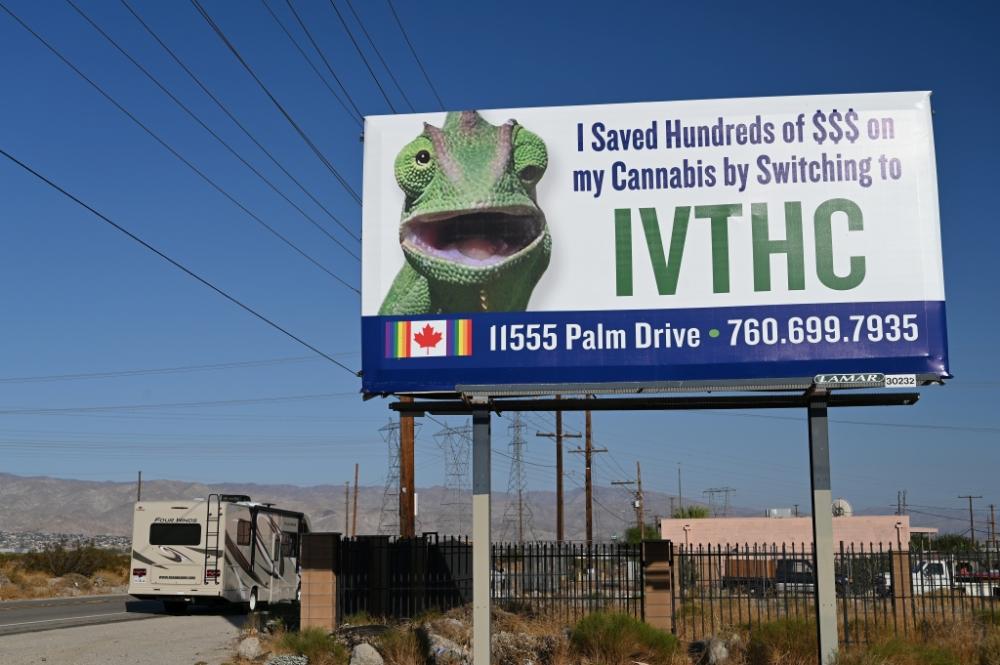 I Saved Hundreds of $$$ on
my Cannabis by Switching to
IVTHC
11555 Palm Drive • 760.699.7935
LAMAR 30232
FOUR WINDS